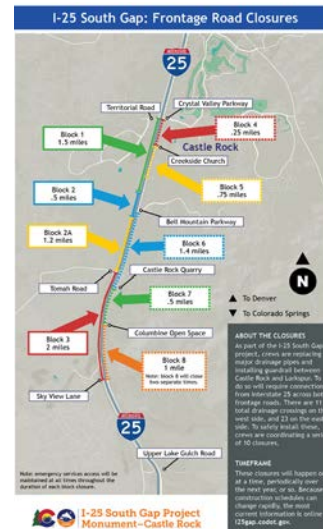 I-25 South Gap: Frontage Road Closures
INTERSTATE
25
Territorial Road
Crystal Valley Parkway
Block 4
.25 miles
Block 1
1.5 miles
Castle Rock
Creekside Church
Block 2
.5 miles
Block 5
.75 miles
Bell Mountain Parkway
Block 2A
1.2 miles
Block 6
1.4 miles
Castle Rock Quarry
Tomah Road
Block 7
.5 miles
N
To Denver
To Colorado Springs
Columbine Open Space
Block 3
2 miles
Block 8
1 mile
Note: block 8 will close
two separate times.
Sky View Lane
INTERSTATE
25
Upper Lake Gulch Road
Note: emergency services access will be
maintained at all times throughout the
duration of each block closure.
ABOUT THE CLOSURES
As part of the I-25 South Gap
project, crews are replacing
major drainage pipes and
installing guardrail between
Castle Rock and Larkspur. To
do so will require connection
from Interstate 25 across both
frontage roads. There are 11
total drainage crossings on the
west side, and 23 on the east
side. To safely install these,
crews are coordinating a series
of 10 closures.
TIMEFRAME
These closures will happen one
at a time, periodically over
the next year, or so. Because
construction schedules can
change rapidly, the most
current information is online
i25gap.codot.gov.
I-25 South Gap Project
Monument–Castle Rock